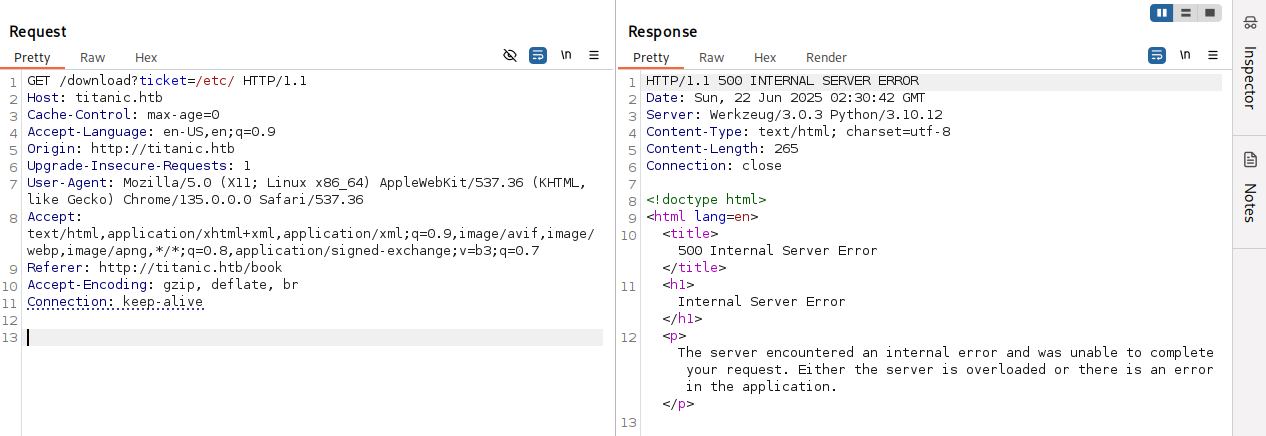 Request
Pretty Raw Hex \n
1 GET /download?ticket=/etc/ HTTP/1.1
2 Host: titanic.htb
3 Cache-Control: max-age=0
4 Accept-Language: en-US,en;q=0.9
5 Origin: http://titanic.htb
6 Upgrade-Insecure-Requests: 1
7 User-Agent: Mozilla/5.0 (X11; Linux x86_64) AppleWebKit/537.36 (KHTML,
like Gecko) Chrome/135.0.0.0 Safari/537.36
8 Accept:
text/html,application/xhtml+xml,application/xml;q=0.9,image/avif,image/
webp,image/apng,*/*;q=0.8,application/signed-exchange;v=b3;q=0.7
9 Referer: http://titanic.htb/book
10 Accept-Encoding: gzip, deflate, br
11 Connection: keep-alive
12
13
Response
Pretty Raw Hex Render \n
1 HTTP/1.1 500 INTERNAL SERVER ERROR
2 Date: Sun, 22 Jun 2025 02:30:42 GMT
3 Server: Werkzeug/3.0.3 Python/3.10.12
4 Content-Type: text/html; charset=utf-8
5 Content-Length: 265
6 Connection: close
7
8 <!doctype html>
9 <html lang=en>
10 <title>
500 Internal Server Error
</title>
11 <h1>
Internal Server Error
</h1>
12 <p>
The server encountered an internal error and was unable to complete
your request. Either the server is overloaded or there is an error
in the application.
</p>
13
Inspector
Notes